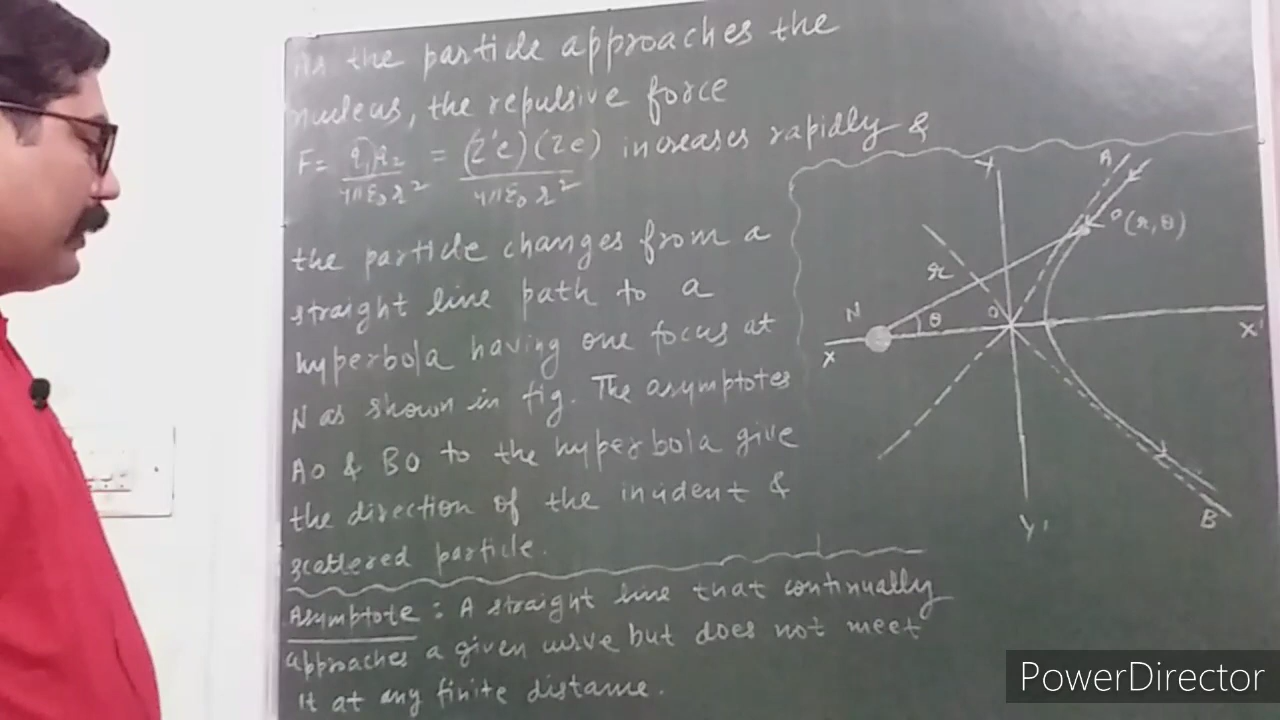 As the particle approaches the
nucleus, the repulsive force
F = q₁q₂/4πε₀r² = (Z'e)(Ze)/4πε₀r² increases rapidly &
the particle changes from a
straight line path to a
hyperbola having one focus at
N as shown in fig. The asymptotes
AO & BO to the hyperbola give
the direction of the incident &
scattered particle.
Asymptote : A straight line that continually
approaches a given curve but does not meet
it at any finite distance.
Y
A
(r,θ)
r
N
θ
O
X
X'
Y'
B
PowerDirector